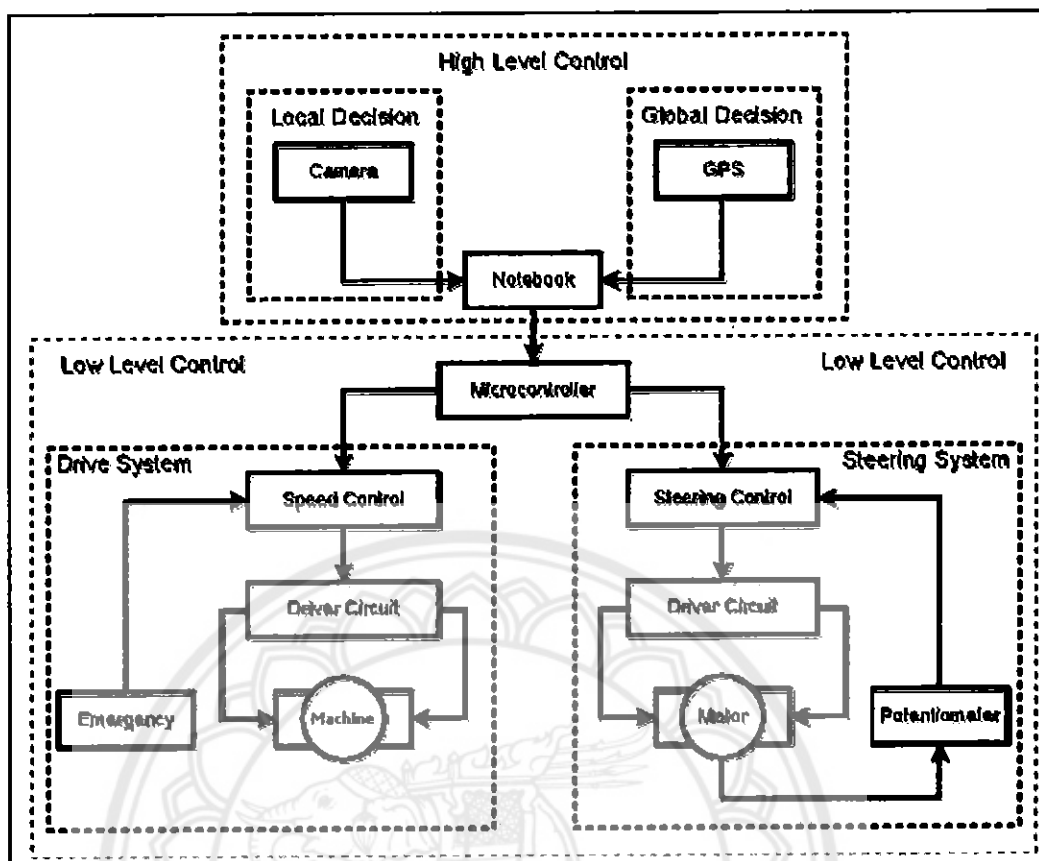 High Level Control
Local Decision
Global Decision
Camera
GPS
Notebook
Low Level Control
Low Level Control
Microcontroller
Drive System
Steering System
Speed Control
Steering Control
Driver Circuit
Driver Circuit
Emergency
Machine
Motor
Potentiometer